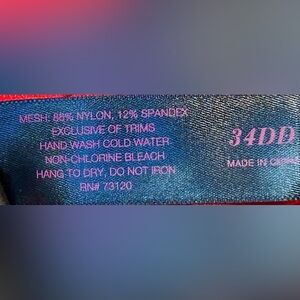 MESH: 88% NYLON, 12% SPANDEX
EXCLUSIVE OF TRIMS
HAND WASH COLD WATER
NON-CHLORINE BLEACH
HANG TO DRY, DO NOT IRON
RN# 73120
34DD
MADE IN